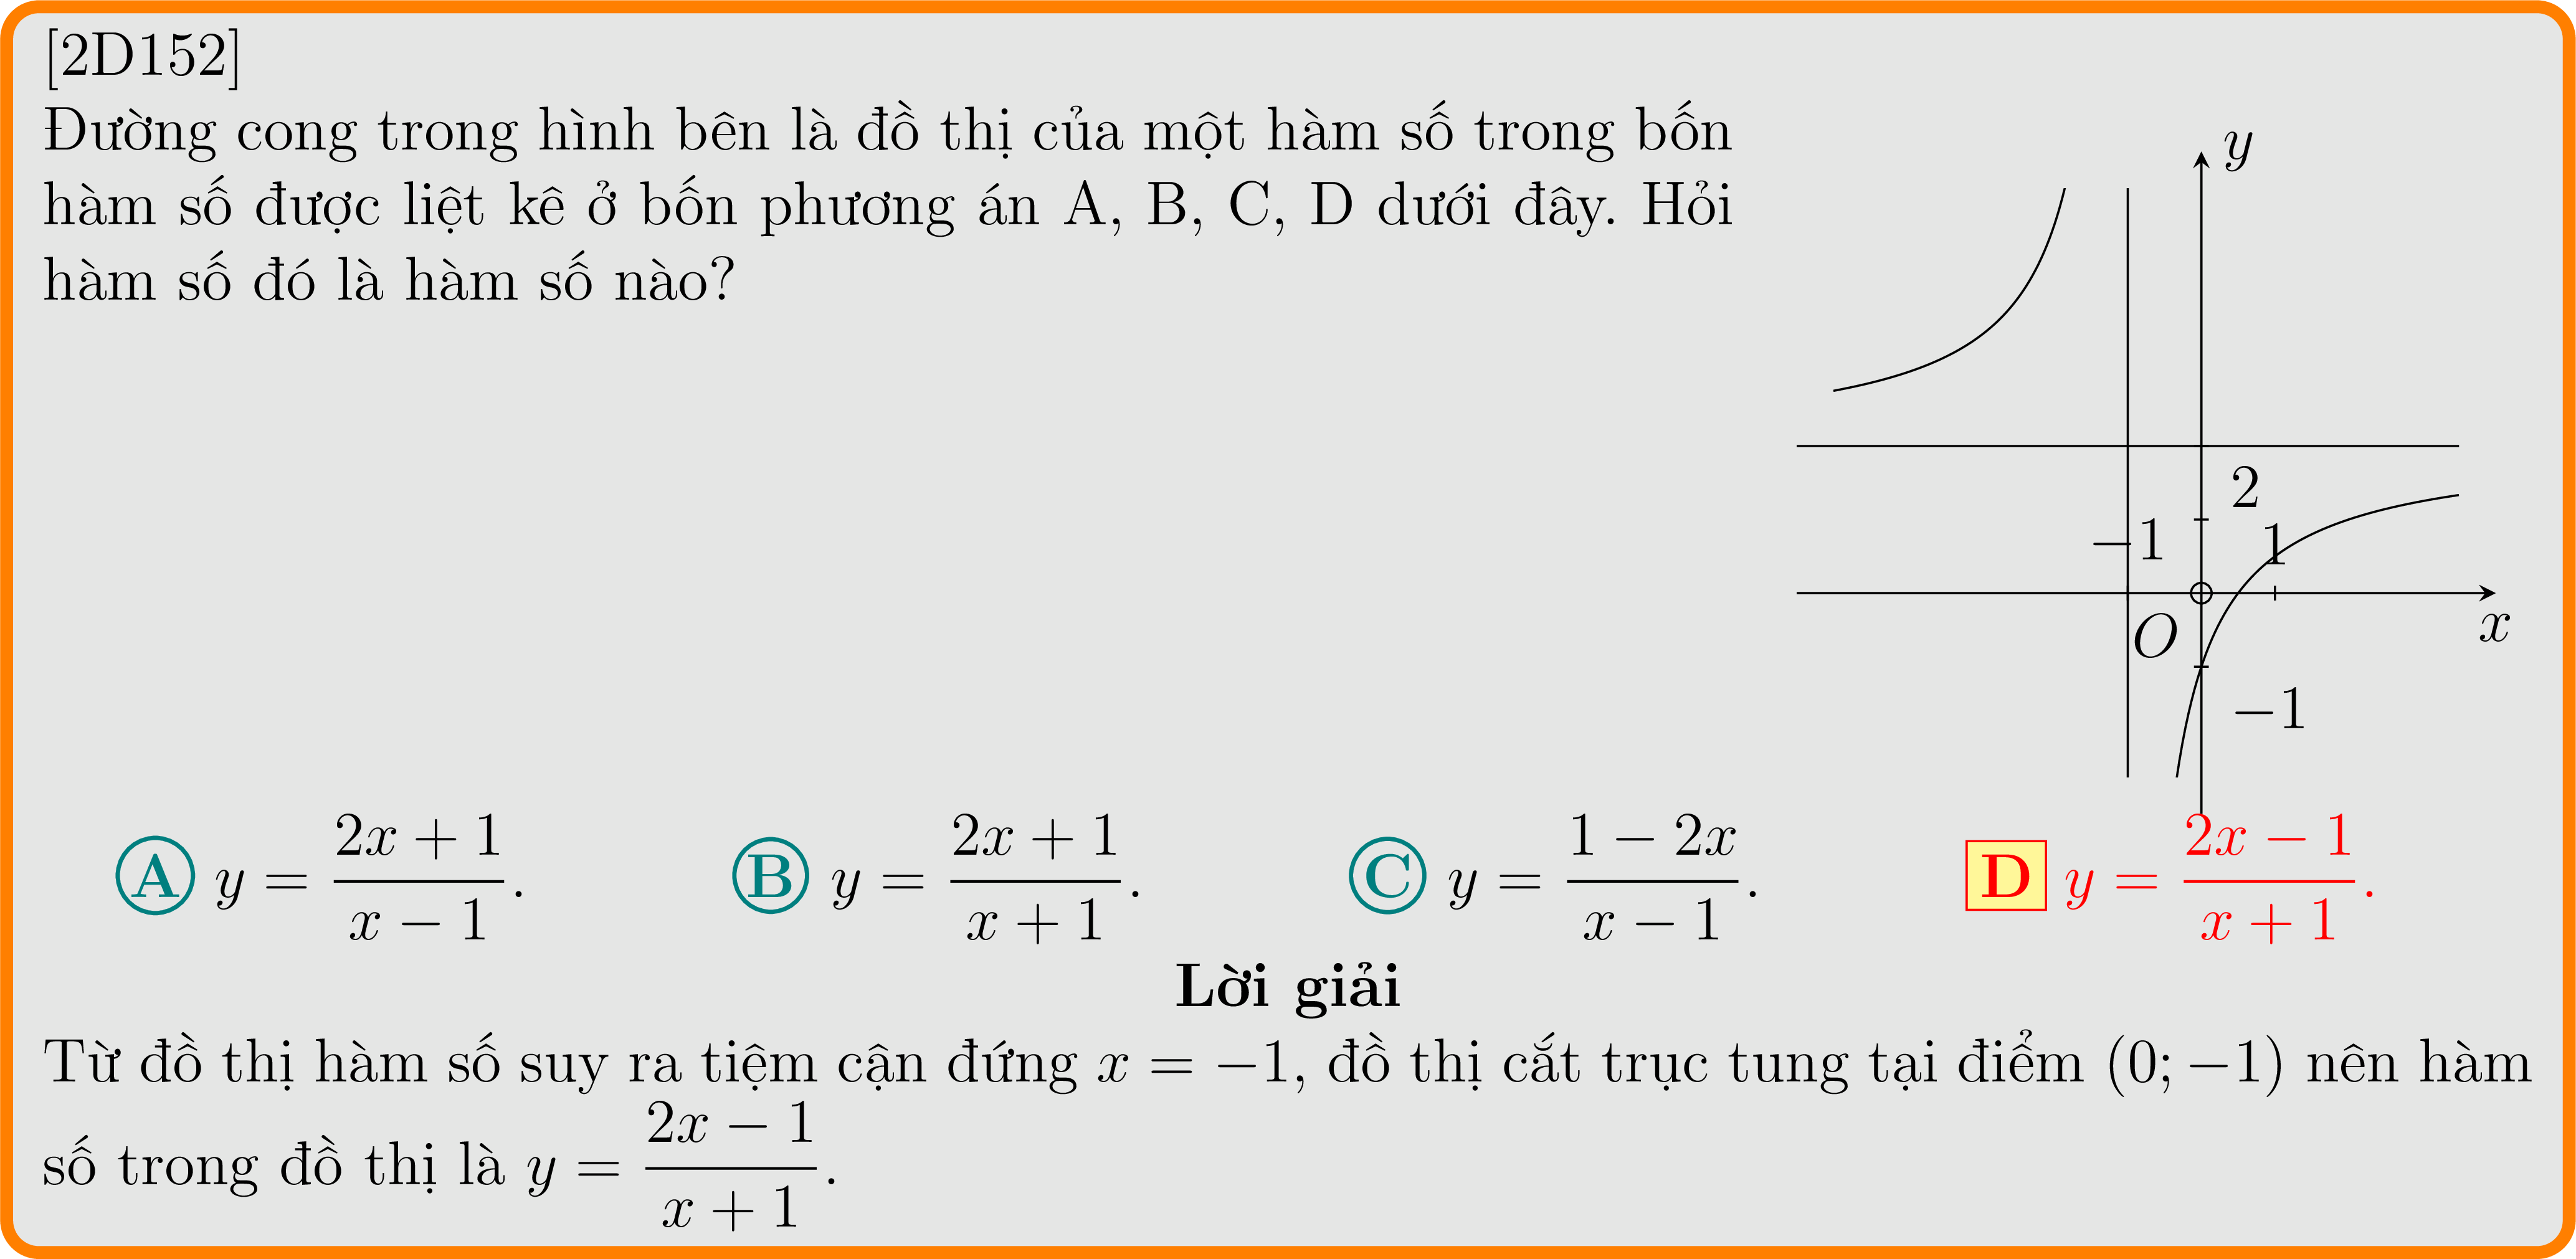 [2D152]
Đường cong trong hình bên là đồ thị của một hàm số trong bốn
hàm số được liệt kê ở bốn phương án A, B, C, D dưới đây. Hỏi
hàm số đó là hàm số nào?
y
2
−1
1
O
x
−1
A y = \frac{2x + 1}{x − 1}. B y = \frac{2x + 1}{x + 1}. C y = \frac{1 − 2x}{x − 1}. D y = \frac{2x − 1}{x + 1}.
Lời giải
Từ đồ thị hàm số suy ra tiệm cận đứng x = −1, đồ thị cắt trục tung tại điểm (0; −1) nên hàm
số trong đồ thị là y = \frac{2x − 1}{x + 1}.